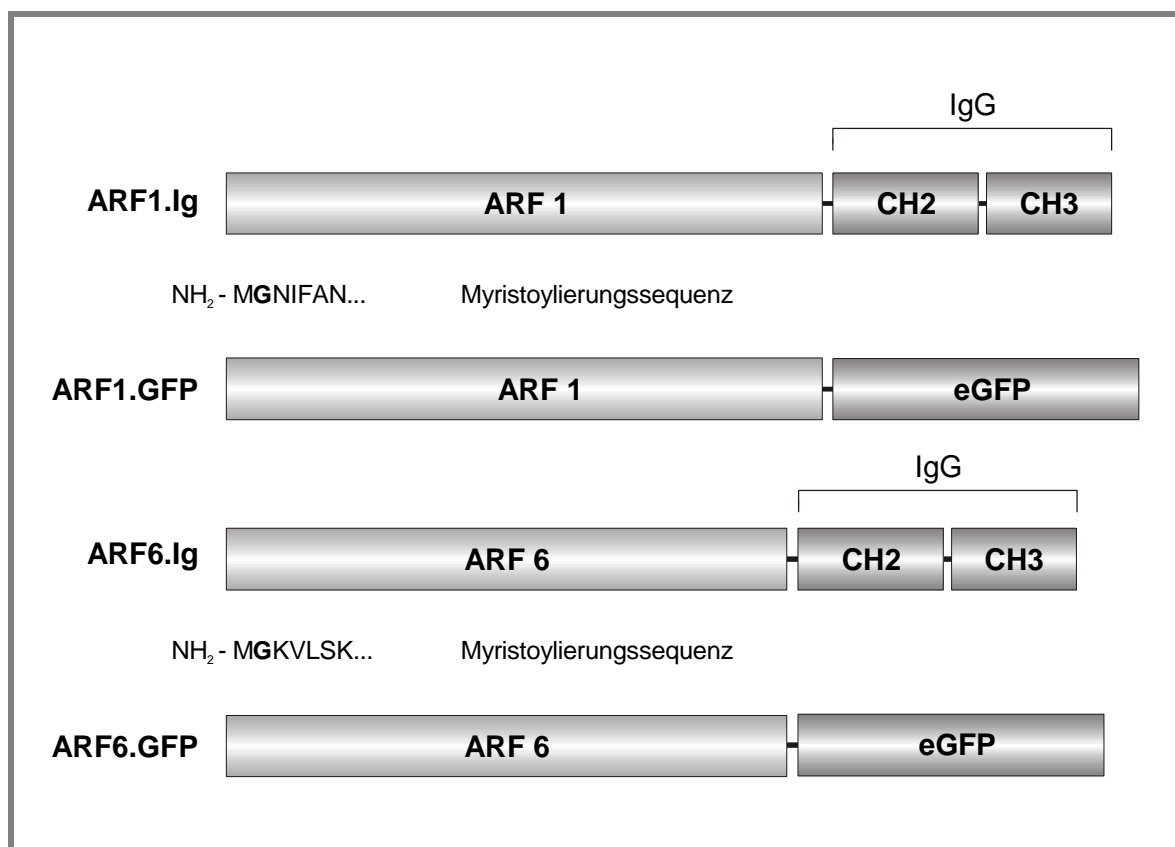 IgG
ARF1.Ig ARF 1 CH2 CH3
NH2 - MGNIFAN... Myristoylierungssequenz
ARF1.GFP ARF 1 eGFP
IgG
ARF6.Ig ARF 6 CH2 CH3
NH2 - MGKVLSK... Myristoylierungssequenz
ARF6.GFP ARF 6 eGFP